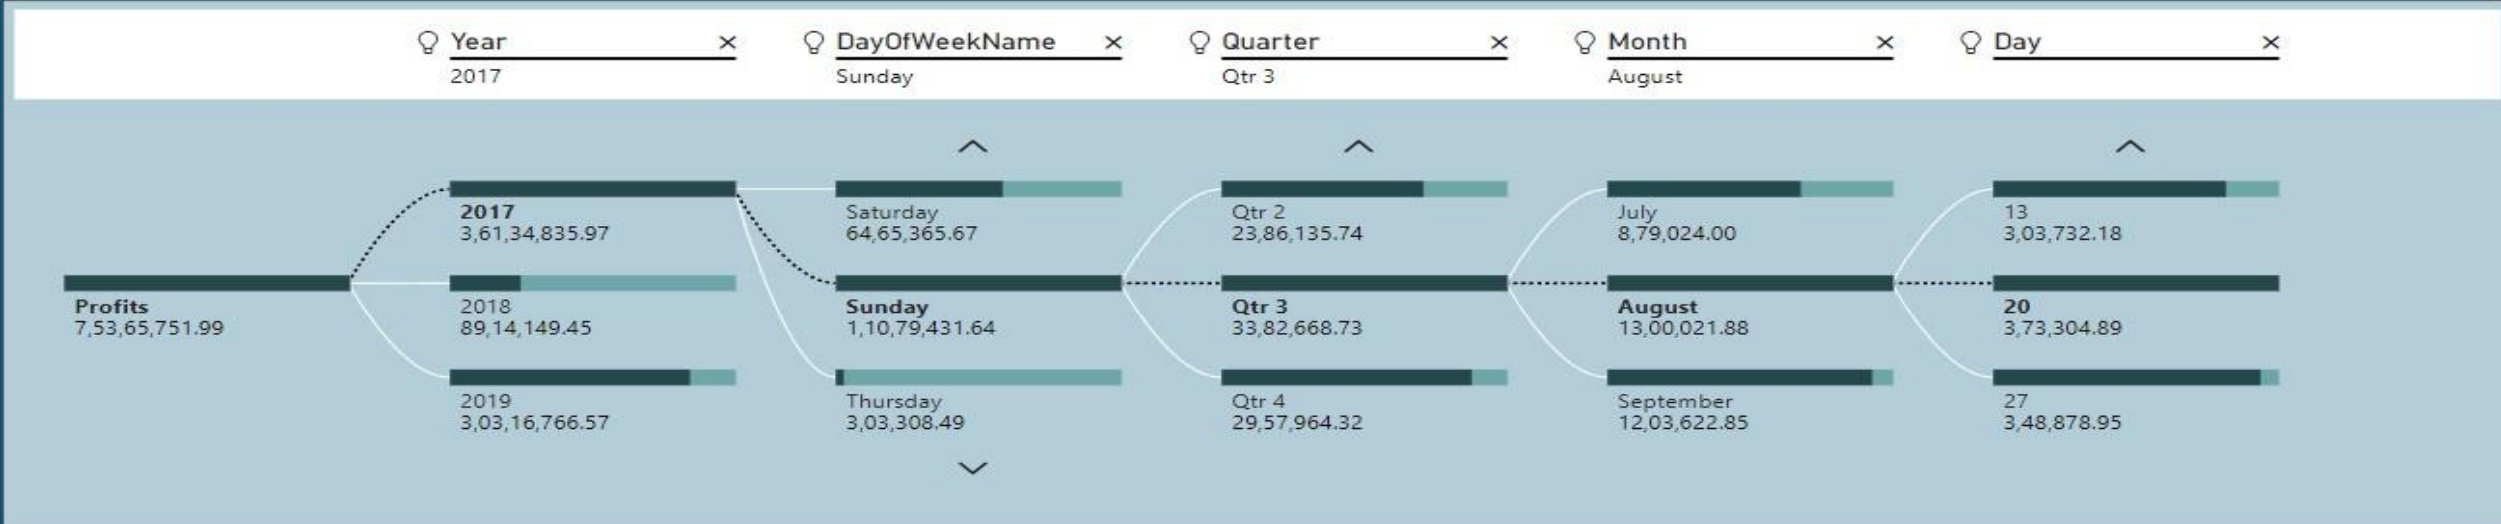 Year
2017
DayOfWeekName
Sunday
Quarter
Qtr 3
Month
August
Day
Profits
7,53,65,751.99
2017
3,61,34,835.97
2018
89,14,149.45
2019
3,03,16,766.57
Saturday
64,65,365.67
Sunday
1,10,79,431.64
Thursday
3,03,308.49
Qtr 2
23,86,135.74
Qtr 3
33,82,668.73
Qtr 4
29,57,964.32
July
8,79,024.00
August
13,00,021.88
September
12,03,622.85
13
3,03,732.18
20
3,73,304.89
27
3,48,878.95